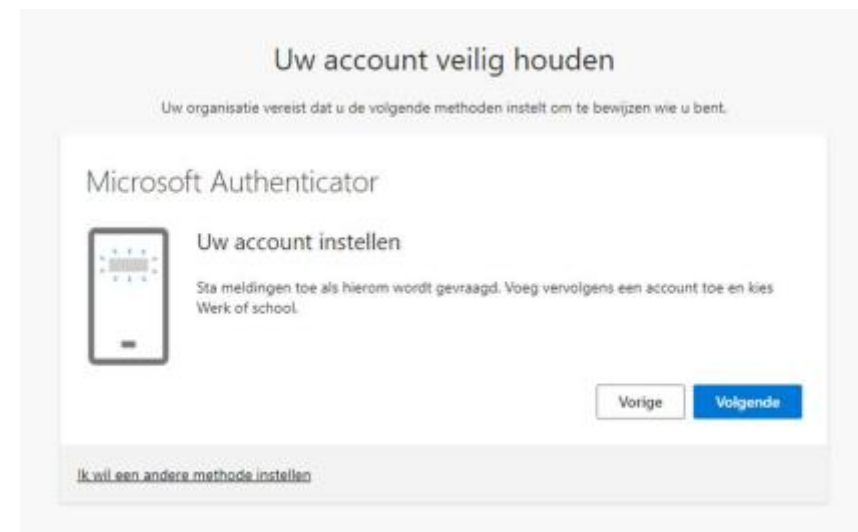 Uw account veilig houden
Uw organisatie vereist dat u de volgende methoden instelt om te bewijzen wie u bent.
Microsoft Authenticator
Uw account instellen
Sta meldingen toe als hierom wordt gevraagd. Voeg vervolgens een account toe en kies
Werk of school.
Vorige
Volgende
Ik wil een andere methode instellen